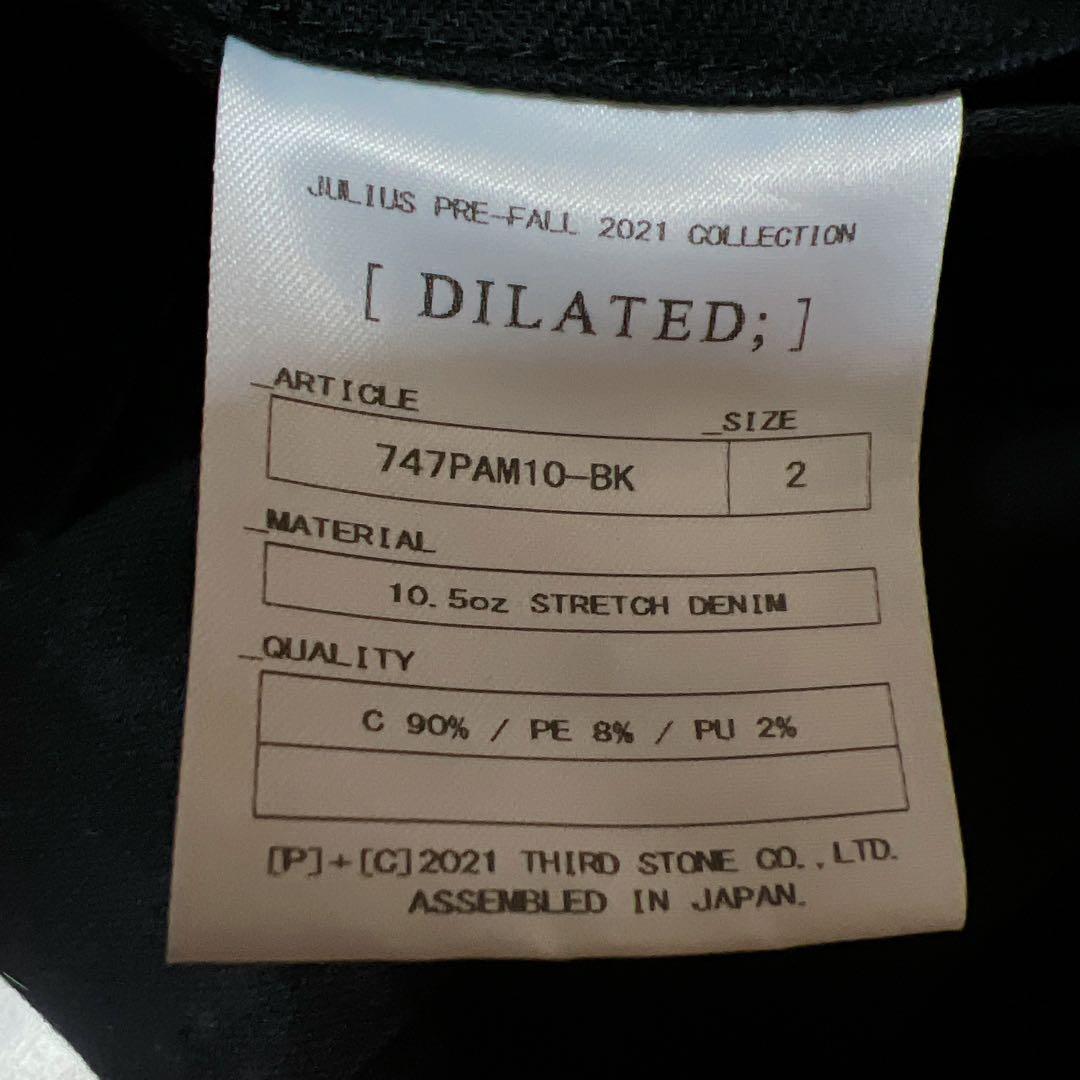 JULIUS PRE-FALL 2021 COLLECTION
[ DILATED; ]
_ARTICLE
_SIZE
747PAM10-BK
2
_MATERIAL
10.5oz STRETCH DENIM
_QUALITY
C 90% / PE 8% / PU 2%
[P]+[C]2021 THIRD STONE CO.,LTD.
ASSEMBLED IN JAPAN.